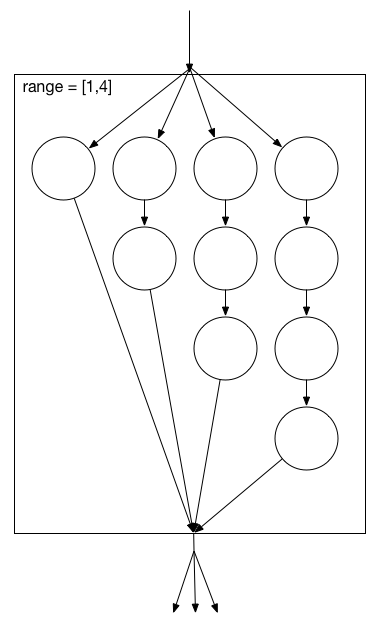 range = [1,4]